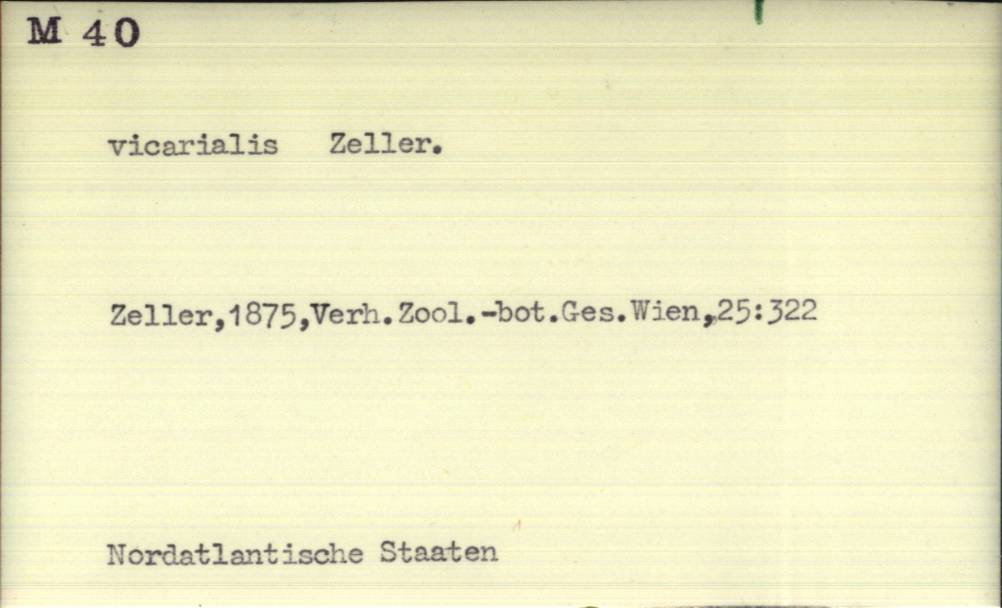 M 40
vicarialis Zeller.
Zeller,1875,Verh.Zool.-bot.Ges.Wien,25:322
Nordatlantische Staaten